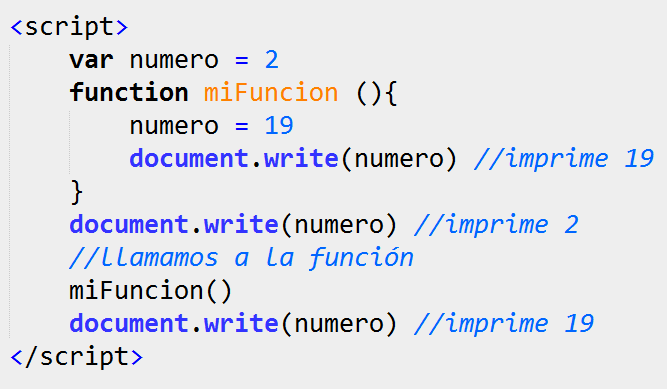 <script>
var numero = 2
function miFuncion (){
numero = 19
document.write(numero) //imprime 19
}
document.write(numero) //imprime 2
//llamamos a la función
miFuncion()
document.write(numero) //imprime 19
</script>